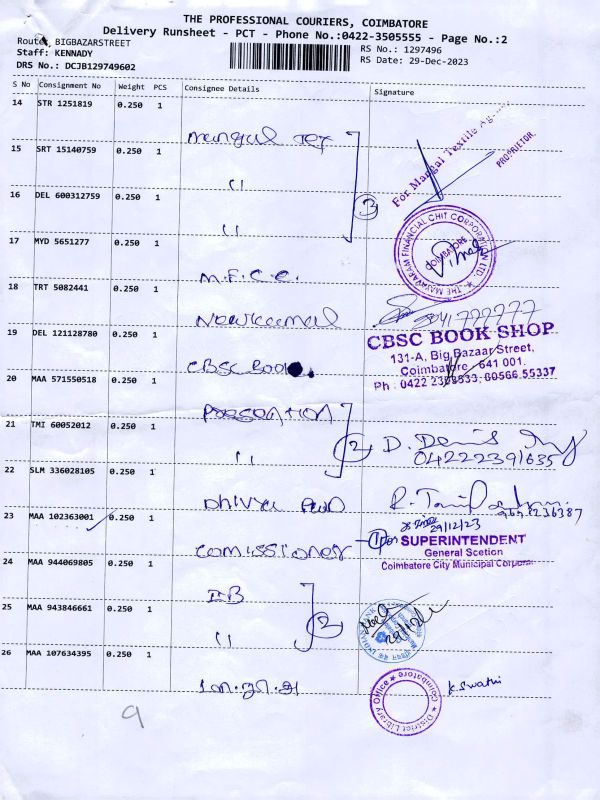 THE PROFESSIONAL COURIERS, COIMBATORE
Delivery Runsheet - PCT - Phone No.:0422-3505555 - Page No.:2
Route: BIGBAZARSTREET
Staff: KENNADY
DRS No.: DCJB129749602
RS No.: 1297496
RS Date: 29-Dec-2023
S No Consignment No Weight PCS Consignee Details Signature
14 STR 1251819 0.250 1
Mangal Tex
For Mangal Textile
PROPRIETOR.
15 SRT 15140759 0.250 1
"
3
16 DEL 600312759 0.250 1
"
THE MAYAVARAM FINANCIAL CHIT CORPORATION LTD.
COIMBATORE
17 MYD 5651277 0.250 1
M.F.C.C.
18 TRT 5082441 0.250 1
CBSC BOOK SHOP
131-A, Big Bazaar Street,
Coimbatore - 641 001.
19 DEL 121128780 0.250 1
CBSC Book
Ph : 0422
20 MAA 571550518 0.250 1
21 TMI 60052012 0.250 1
"
2
D. Denis
04222391635
22 SLM 336028105 0.250 1
Dhivya
23 MAA 102363001 0.250 1
29/12/23
Comissioner
1
SUPERINTENDENT
General Scetion
Coimbatore City Municipal Corporat
24 MAA 944069805 0.250 1
IB
25 MAA 943846661 0.250 1
"
2
26 MAA 107634395 0.250 1
மா.நூ.அ
District Library Office
Coimbatore
K.Swathi
9